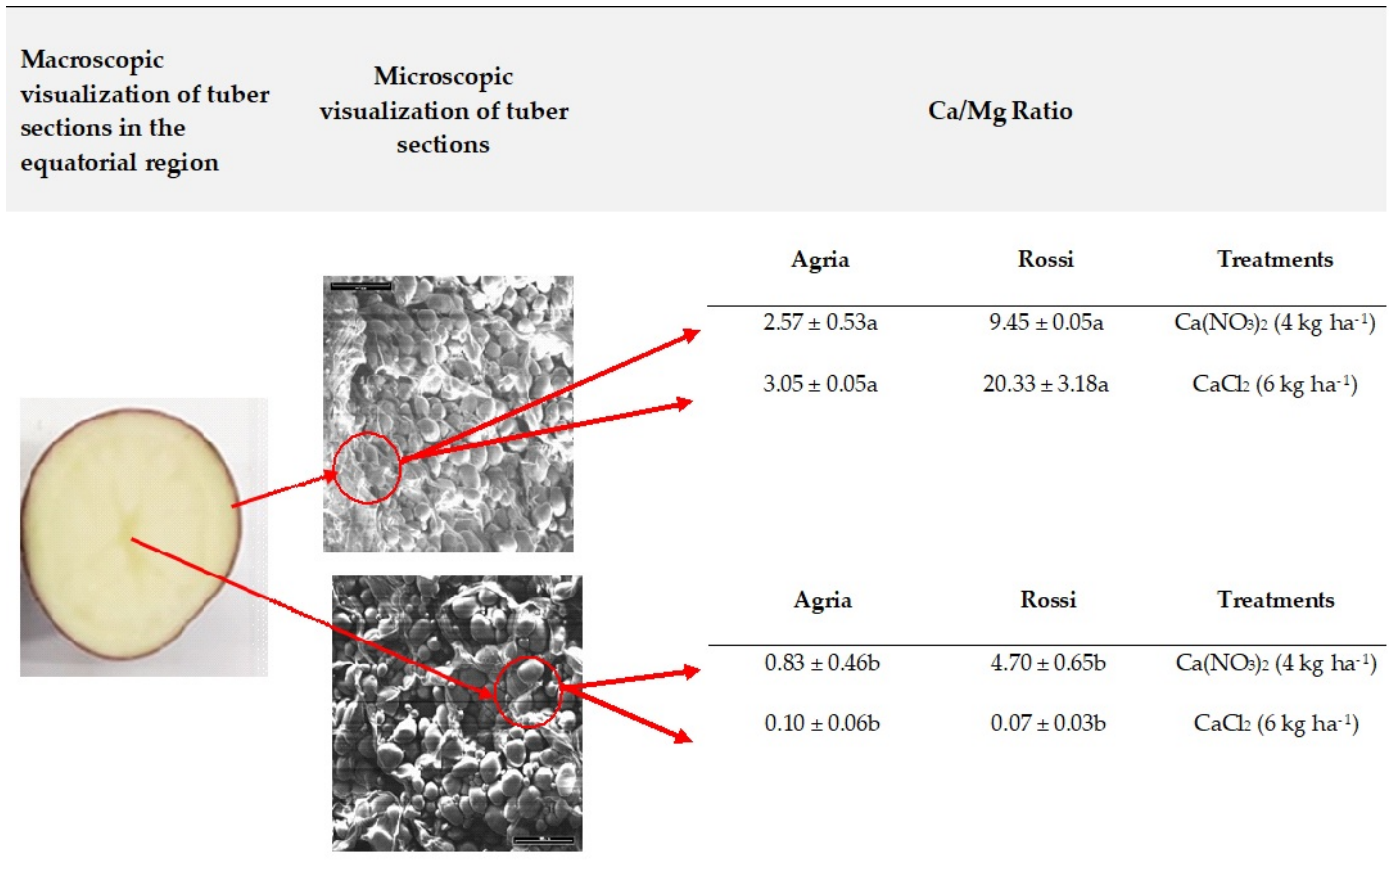 Macroscopic
visualization of tuber
sections in the
equatorial region
Microscopic
visualization of tuber
sections
Ca/Mg Ratio
Agria Rossi Treatments
2.57 ± 0.53a 9.45 ± 0.05a Ca(NO₃)₂ (4 kg ha⁻¹)
3.05 ± 0.05a 20.33 ± 3.18a CaCl₂ (6 kg ha⁻¹)
Agria Rossi Treatments
0.83 ± 0.46b 4.70 ± 0.65b Ca(NO₃)₂ (4 kg ha⁻¹)
0.10 ± 0.06b 0.07 ± 0.03b CaCl₂ (6 kg ha⁻¹)